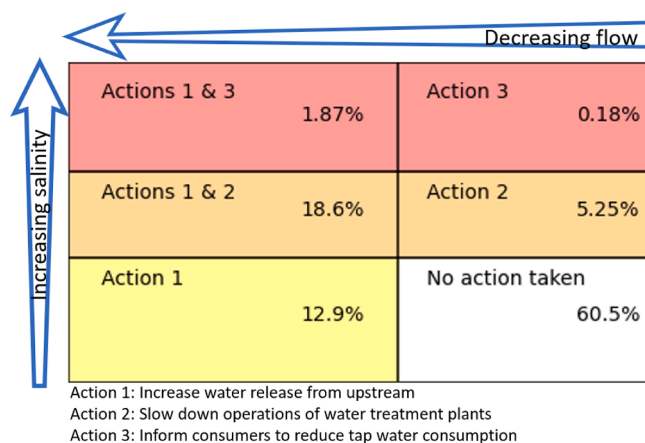 Decreasing flow
Increasing salinity
Actions 1 & 3
1.87%
Action 3
0.18%
Actions 1 & 2
18.6%
Action 2
5.25%
Action 1
12.9%
No action taken
60.5%
Action 1: Increase water release from upstream
Action 2: Slow down operations of water treatment plants
Action 3: Inform consumers to reduce tap water consumption